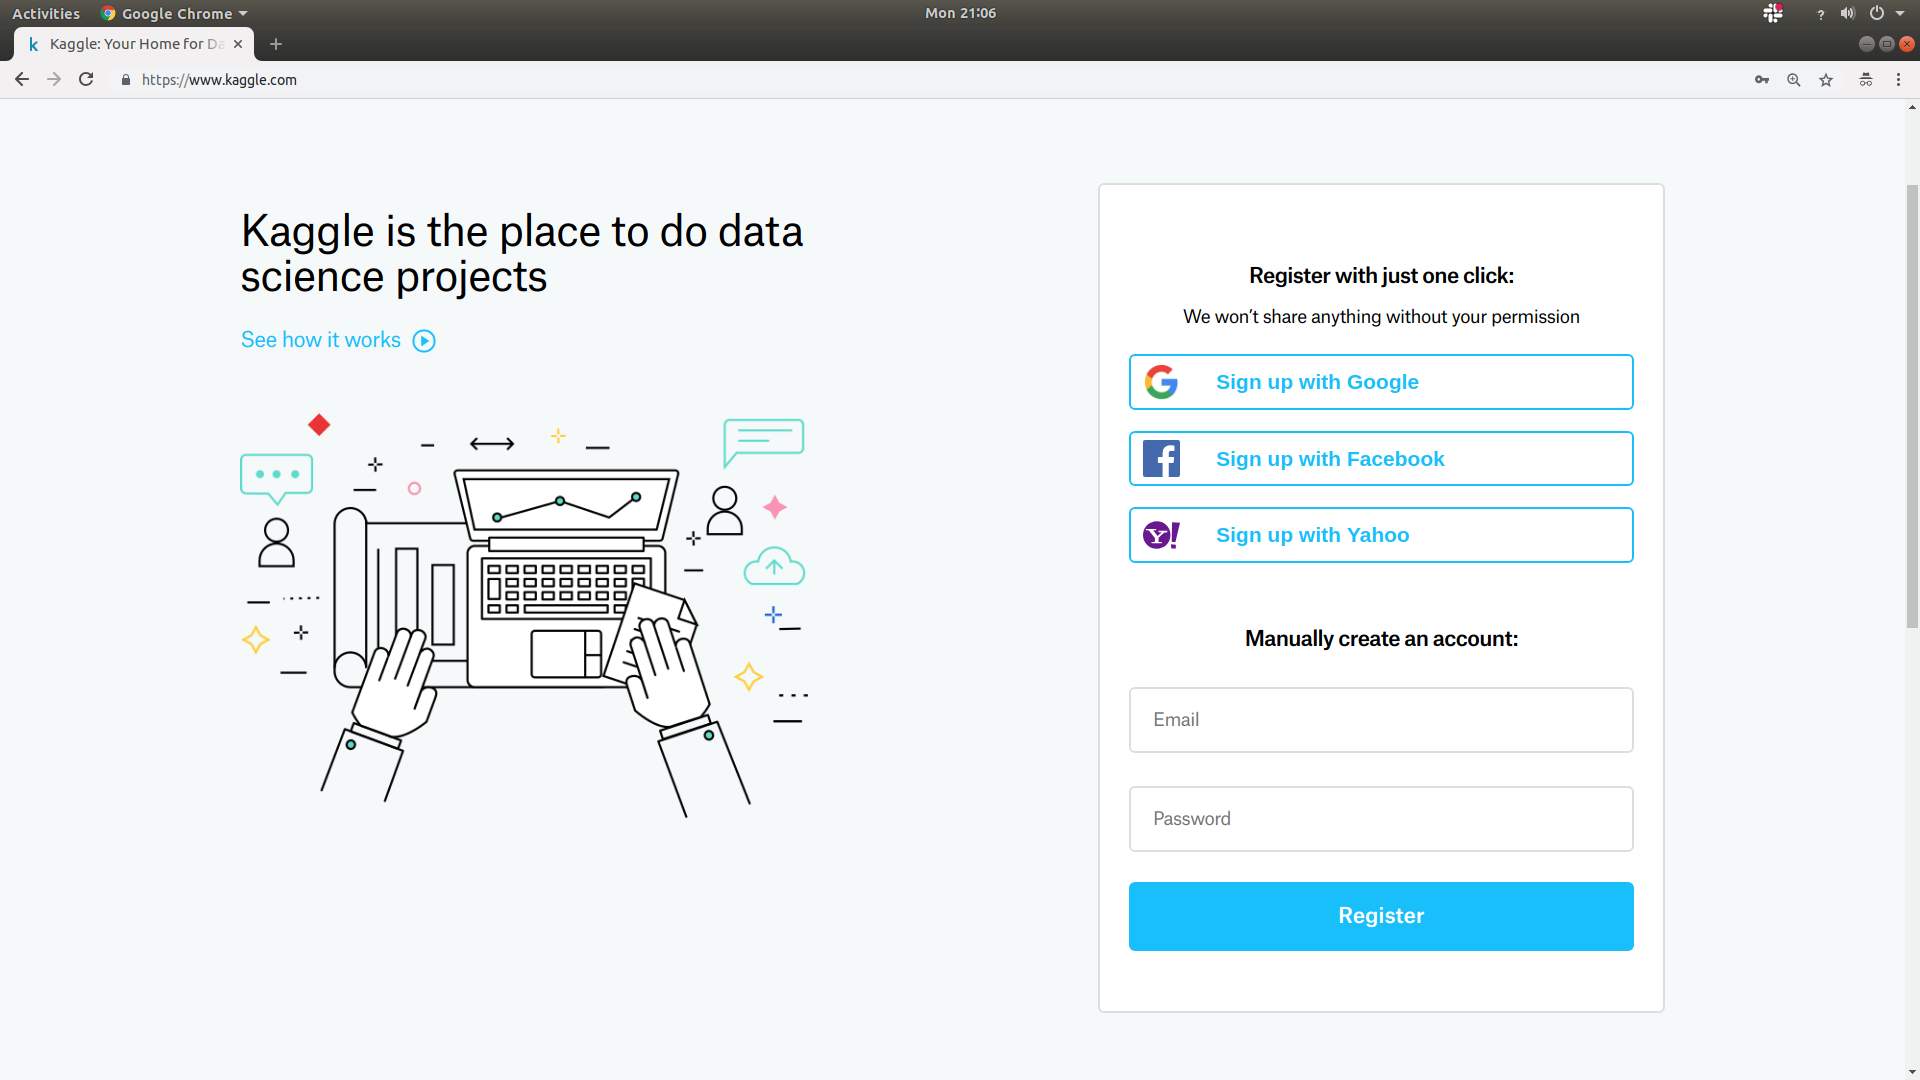 Activities Google Chrome Mon 21:06
k Kaggle: Your Home for Da
https://www.kaggle.com
Kaggle is the place to do data
science projects
See how it works
Register with just one click:
We won’t share anything without your permission
Sign up with Google
Sign up with Facebook
Y! Sign up with Yahoo
Manually create an account:
Email
Password
Register